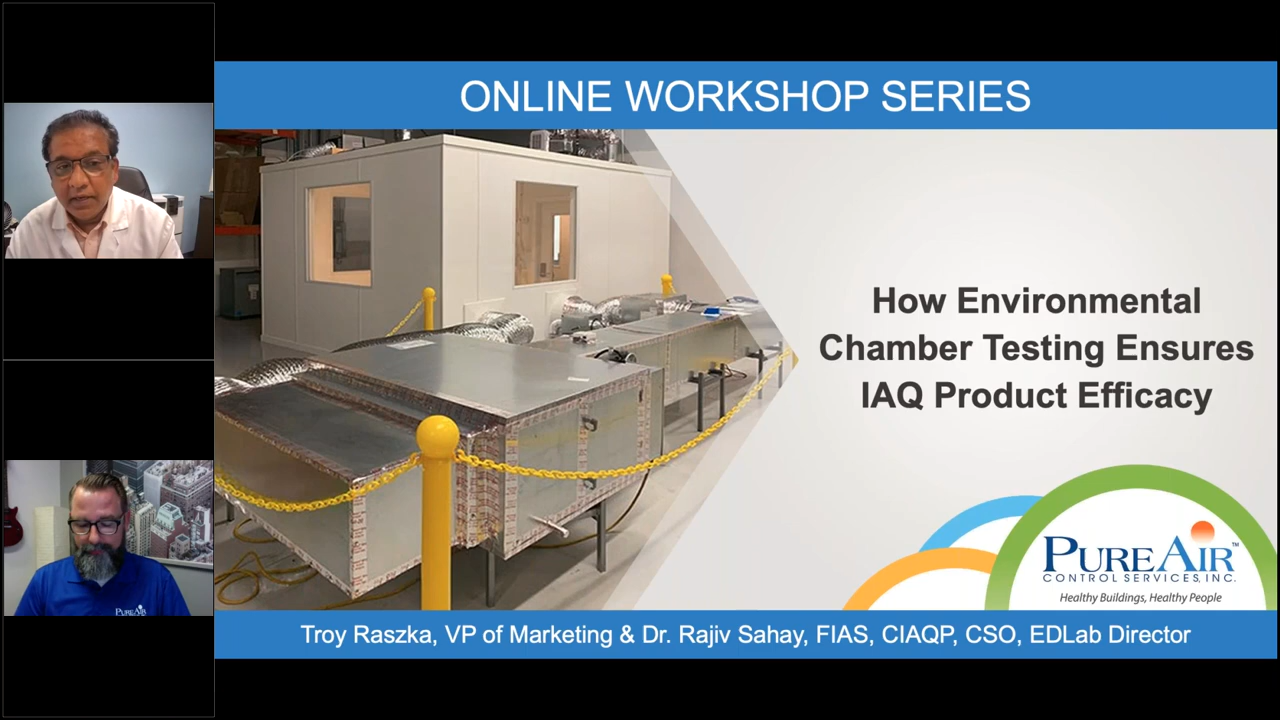 ONLINE WORKSHOP SERIES
How Environmental
Chamber Testing Ensures
IAQ Product Efficacy
PUREAIR™
CONTROL SERVICES, INC.
Healthy Buildings, Healthy People
PUREAIR
Troy Raszka, VP of Marketing & Dr. Rajiv Sahay, FIAS, CIAQP, CSO, EDLab Director